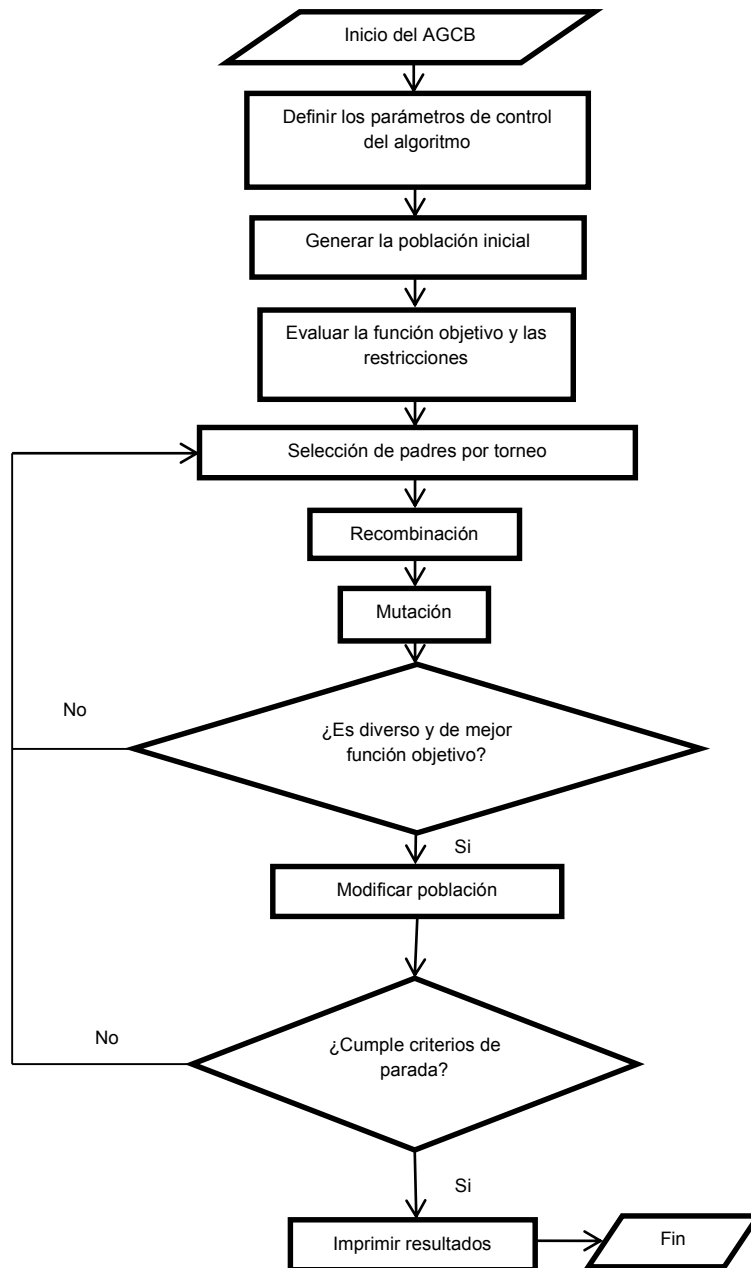 Inicio del AGCB
Definir los parámetros de control
del algoritmo
Generar la población inicial
Evaluar la función objetivo y las
restricciones
Selección de padres por torneo
Recombinación
Mutación
No
¿Es diverso y de mejor
función objetivo?
Si
Modificar población
No
¿Cumple criterios de
parada?
Si
Imprimir resultados
Fin